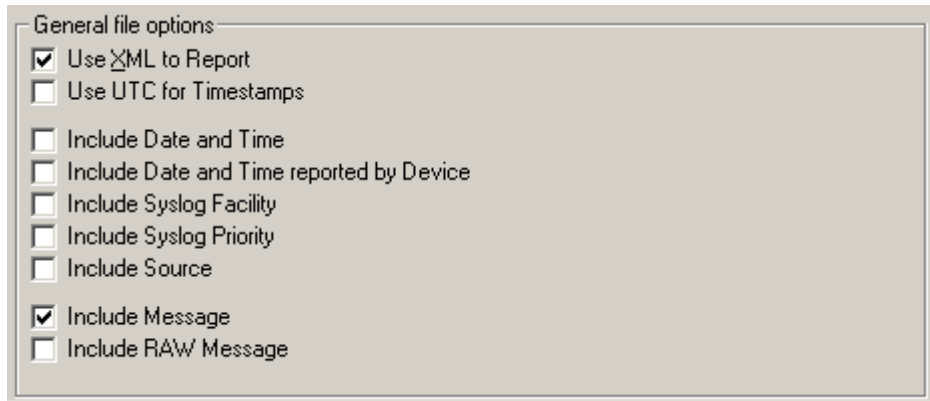 General file options
Use XML to Report
Use UTC for Timestamps
Include Date and Time
Include Date and Time reported by Device
Include Syslog Facility
Include Syslog Priority
Include Source
Include Message
Include RAW Message